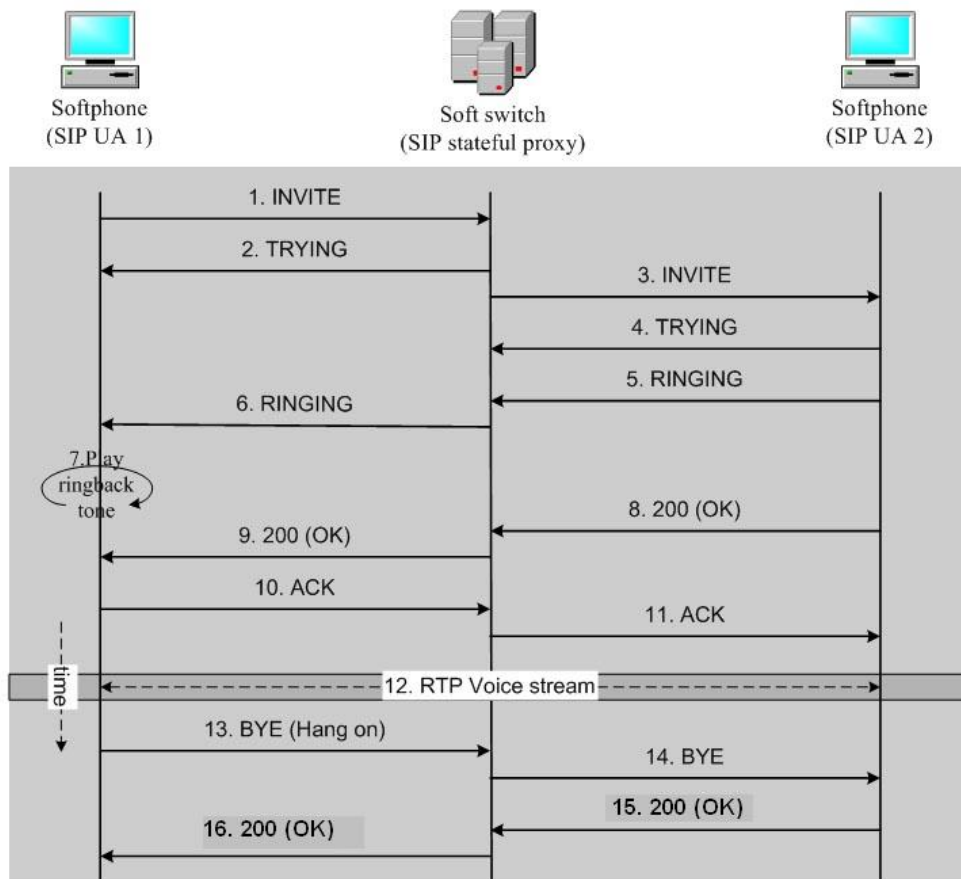 Softphone
(SIP UA 1)
Soft switch
(SIP stateful proxy)
Softphone
(SIP UA 2)
1. INVITE
2. TRYING
3. INVITE
4. TRYING
5. RINGING
6. RINGING
7.Play
ringback
tone
8. 200 (OK)
9. 200 (OK)
10. ACK
11. ACK
time
12. RTP Voice stream
13. BYE (Hang on)
14. BYE
15. 200 (OK)
16. 200 (OK)